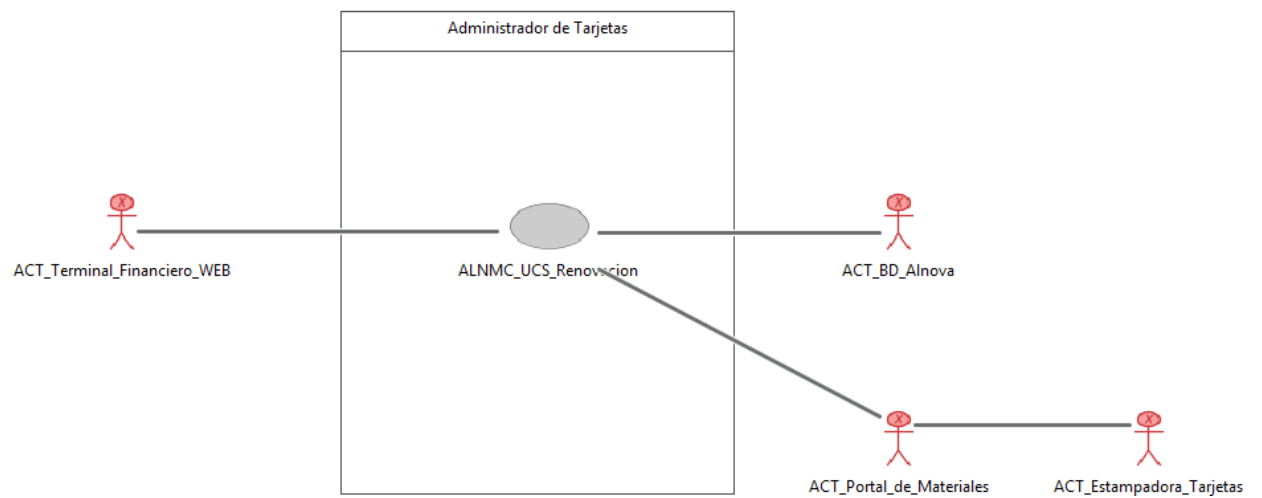 Administrador de Tarjetas
X
X
ACT_Terminal_Financiero_WEB
ALNMC_UCS_Renovacion
ACT_BD_Alnova
X
X
ACT_Portal_de_Materiales
ACT_Estampadora_Tarjetas